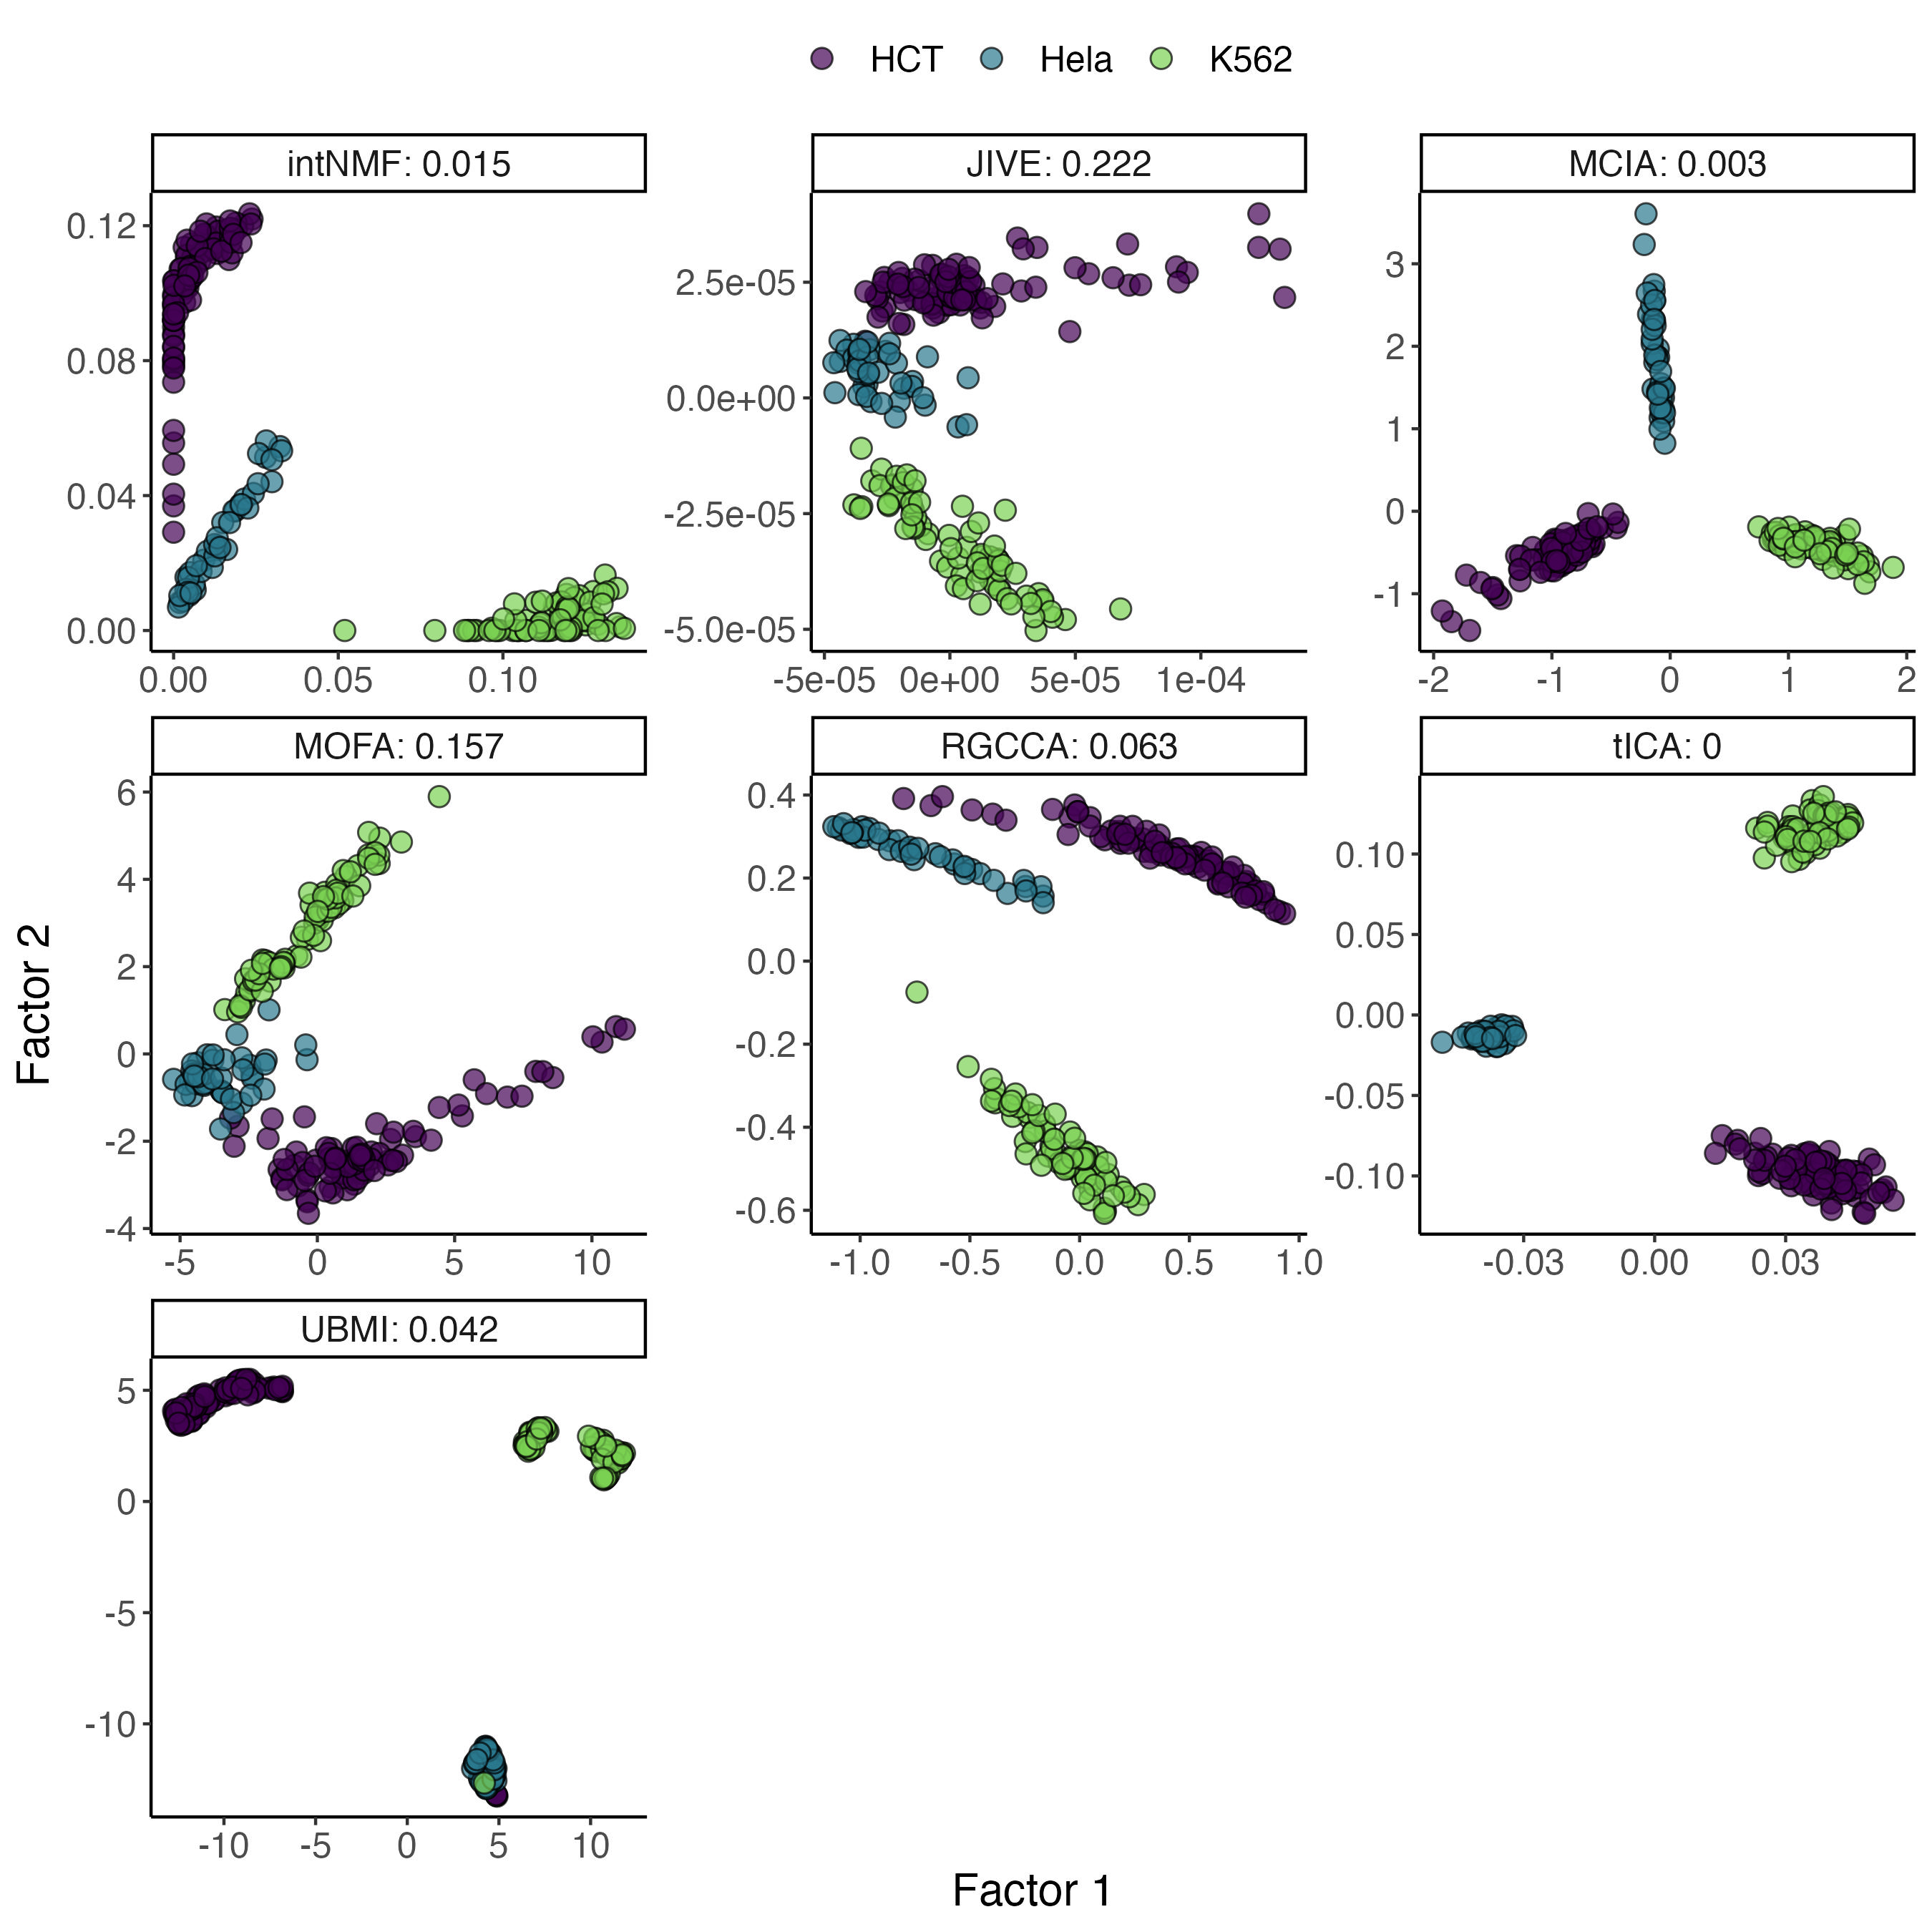 HCT Hela K562
intNMF: 0.015 JIVE: 0.222 MCIA: 0.003
0.12
0.08
0.04
0.00
0.00 0.05 0.10
2.5e-05
0.0e+00
-2.5e-05
-5.0e-05
-5e-05 0e+00 5e-05 1e-04
3
2
1
0
-1
-2 -1 0 1 2
MOFA: 0.157 RGCCA: 0.063 tICA: 0
6
4
2
0
-2
-4
-5 0 5 10
0.4
0.2
0.0
-0.2
-0.4
-0.6
-1.0 -0.5 0.0 0.5 1.0
0.10
0.05
0.00
-0.05
-0.10
-0.03 0.00 0.03
UBMI: 0.042
5
0
-5
-10
-10 -5 0 5 10
Factor 2
Factor 1